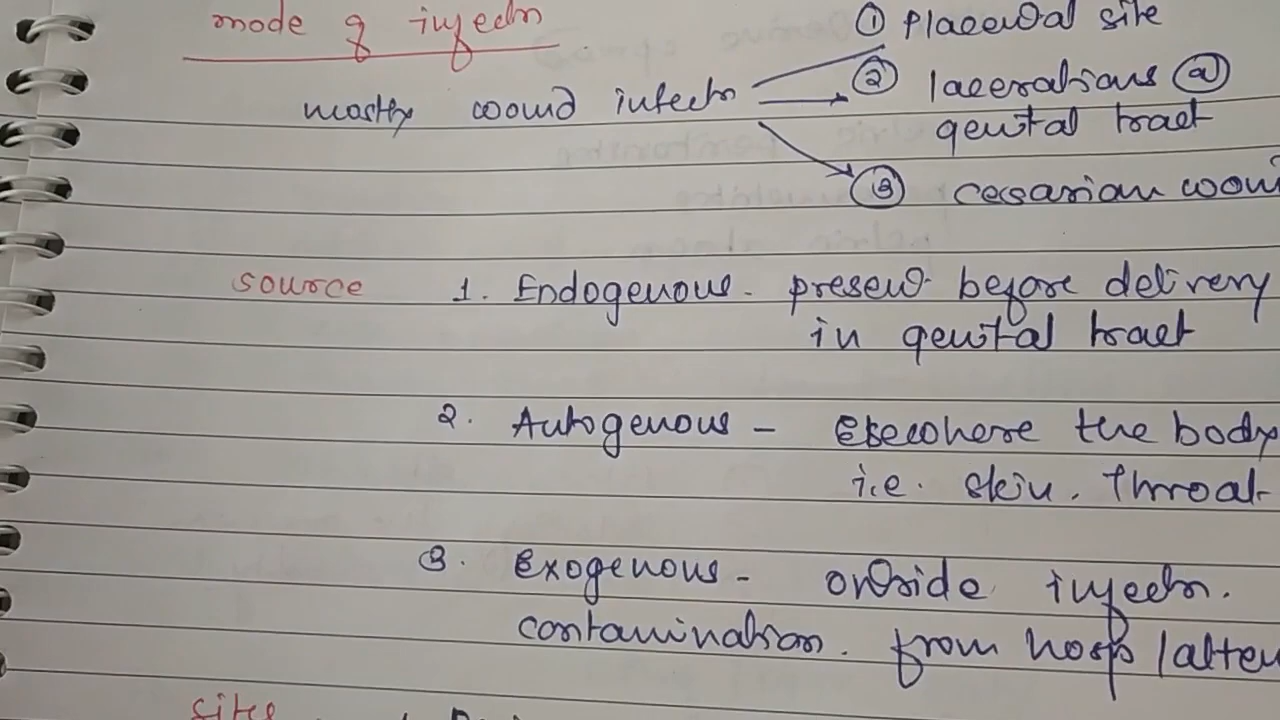 mode of infectn
mostly wound infectn
① Placental site
② lacerations @
genital tract
③ cesarian woun
source 1. Endogenous. present before delivery
in genital tract
2. Autogenous - Elsewhere the body
i.e. skin. Throat
3. exogenous - outside infectn.
contamination. from hosp / atten
sites